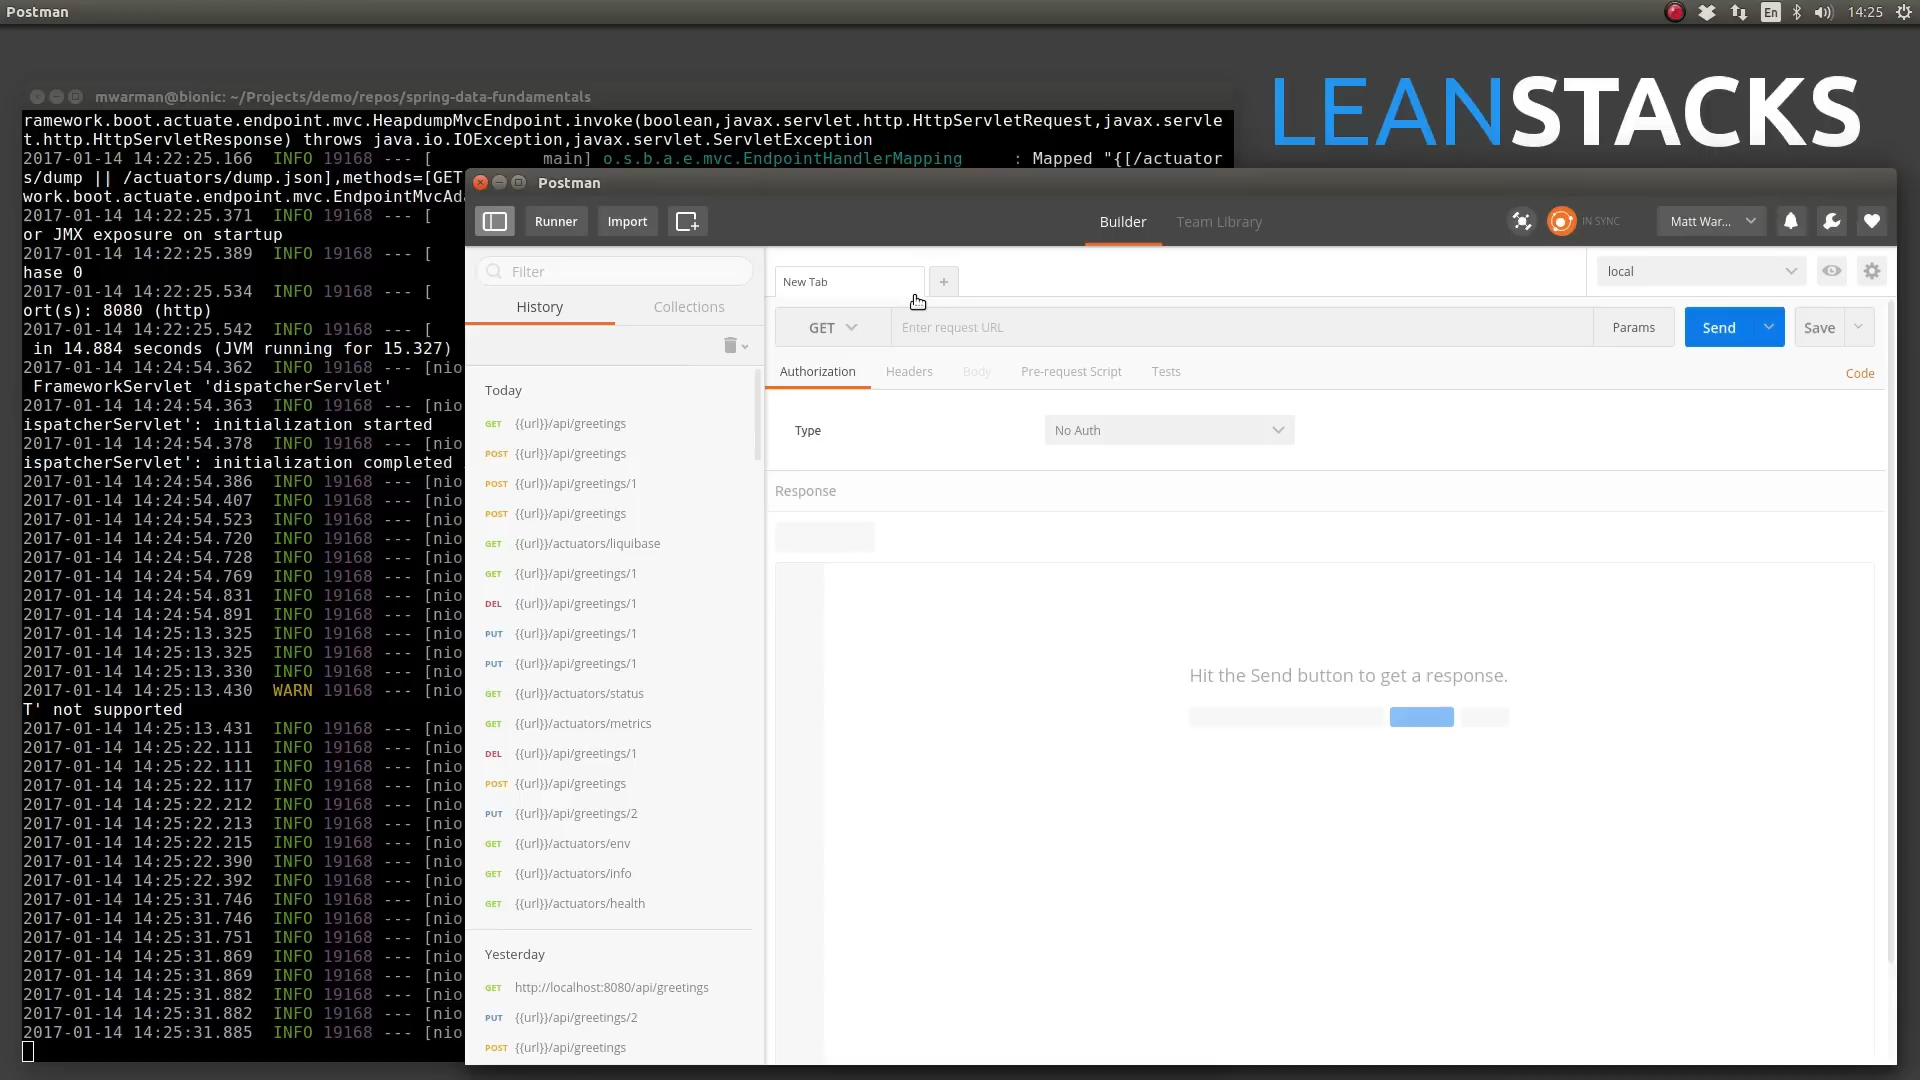 Postman
En
14:25
LEANSTACKS
mwarman@bionic: ~/Projects/demo/repos/spring-data-fundamentals
ramework.boot.actuate.endpoint.mvc.HeapdumpMvcEndpoint.invoke(boolean,javax.servlet.http.HttpServletRequest,javax.servle
t.http.HttpServletResponse) throws java.io.IOException,javax.servlet.ServletException
2017-01-14 14:22:25.166 INFO 19168 --- [ main] o.s.b.a.e.mvc.EndpointHandlerMapping : Mapped "{[/actuator
s/dump || /actuators/dump.json],methods=[GET
work.boot.actuate.endpoint.mvc.EndpointMvcAd
2017-01-14 14:22:25.371 INFO 19168 --- [
or JMX exposure on startup
2017-01-14 14:22:25.389 INFO 19168 --- [
hase 0
2017-01-14 14:22:25.534 INFO 19168 --- [
ort(s): 8080 (http)
2017-01-14 14:22:25.542 INFO 19168 --- [
in 14.884 seconds (JVM running for 15.327)
2017-01-14 14:24:54.362 INFO 19168 --- [nio
FrameworkServlet 'dispatcherServlet'
2017-01-14 14:24:54.363 INFO 19168 --- [nio
ispatcherServlet': initialization started
2017-01-14 14:24:54.378 INFO 19168 --- [nio
ispatcherServlet': initialization completed
2017-01-14 14:24:54.386 INFO 19168 --- [nio
2017-01-14 14:24:54.407 INFO 19168 --- [nio
2017-01-14 14:24:54.523 INFO 19168 --- [nio
2017-01-14 14:24:54.720 INFO 19168 --- [nio
2017-01-14 14:24:54.728 INFO 19168 --- [nio
2017-01-14 14:24:54.769 INFO 19168 --- [nio
2017-01-14 14:24:54.831 INFO 19168 --- [nio
2017-01-14 14:24:54.891 INFO 19168 --- [nio
2017-01-14 14:25:13.325 INFO 19168 --- [nio
2017-01-14 14:25:13.325 INFO 19168 --- [nio
2017-01-14 14:25:13.330 INFO 19168 --- [nio
2017-01-14 14:25:13.430 WARN 19168 --- [nio
T' not supported
2017-01-14 14:25:13.431 INFO 19168 --- [nio
2017-01-14 14:25:22.111 INFO 19168 --- [nio
2017-01-14 14:25:22.111 INFO 19168 --- [nio
2017-01-14 14:25:22.117 INFO 19168 --- [nio
2017-01-14 14:25:22.212 INFO 19168 --- [nio
2017-01-14 14:25:22.213 INFO 19168 --- [nio
2017-01-14 14:25:22.215 INFO 19168 --- [nio
2017-01-14 14:25:22.390 INFO 19168 --- [nio
2017-01-14 14:25:22.392 INFO 19168 --- [nio
2017-01-14 14:25:31.746 INFO 19168 --- [nio
2017-01-14 14:25:31.746 INFO 19168 --- [nio
2017-01-14 14:25:31.751 INFO 19168 --- [nio
2017-01-14 14:25:31.869 INFO 19168 --- [nio
2017-01-14 14:25:31.869 INFO 19168 --- [nio
2017-01-14 14:25:31.882 INFO 19168 --- [nio
2017-01-14 14:25:31.882 INFO 19168 --- [nio
2017-01-14 14:25:31.885 INFO 19168 --- [nio
Postman
Runner
Import
Builder
Team Library
IN SYNC
Matt War...
Filter
History
Collections
Today
GET {{url}}/api/greetings
POST {{url}}/api/greetings
POST {{url}}/api/greetings/1
POST {{url}}/api/greetings
GET {{url}}/actuators/liquibase
GET {{url}}/api/greetings/1
DEL {{url}}/api/greetings/1
PUT {{url}}/api/greetings/1
PUT {{url}}/api/greetings/1
GET {{url}}/actuators/status
GET {{url}}/actuators/metrics
DEL {{url}}/api/greetings/1
POST {{url}}/api/greetings
PUT {{url}}/api/greetings/2
GET {{url}}/actuators/env
GET {{url}}/actuators/info
GET {{url}}/actuators/health
Yesterday
GET http://localhost:8080/api/greetings
PUT {{url}}/api/greetings/2
POST {{url}}/api/greetings
New Tab
+
local
GET
Enter request URL
Params
Send
Save
Authorization
Headers
Body
Pre-request Script
Tests
Code
Type
No Auth
Response
Hit the Send button to get a response.